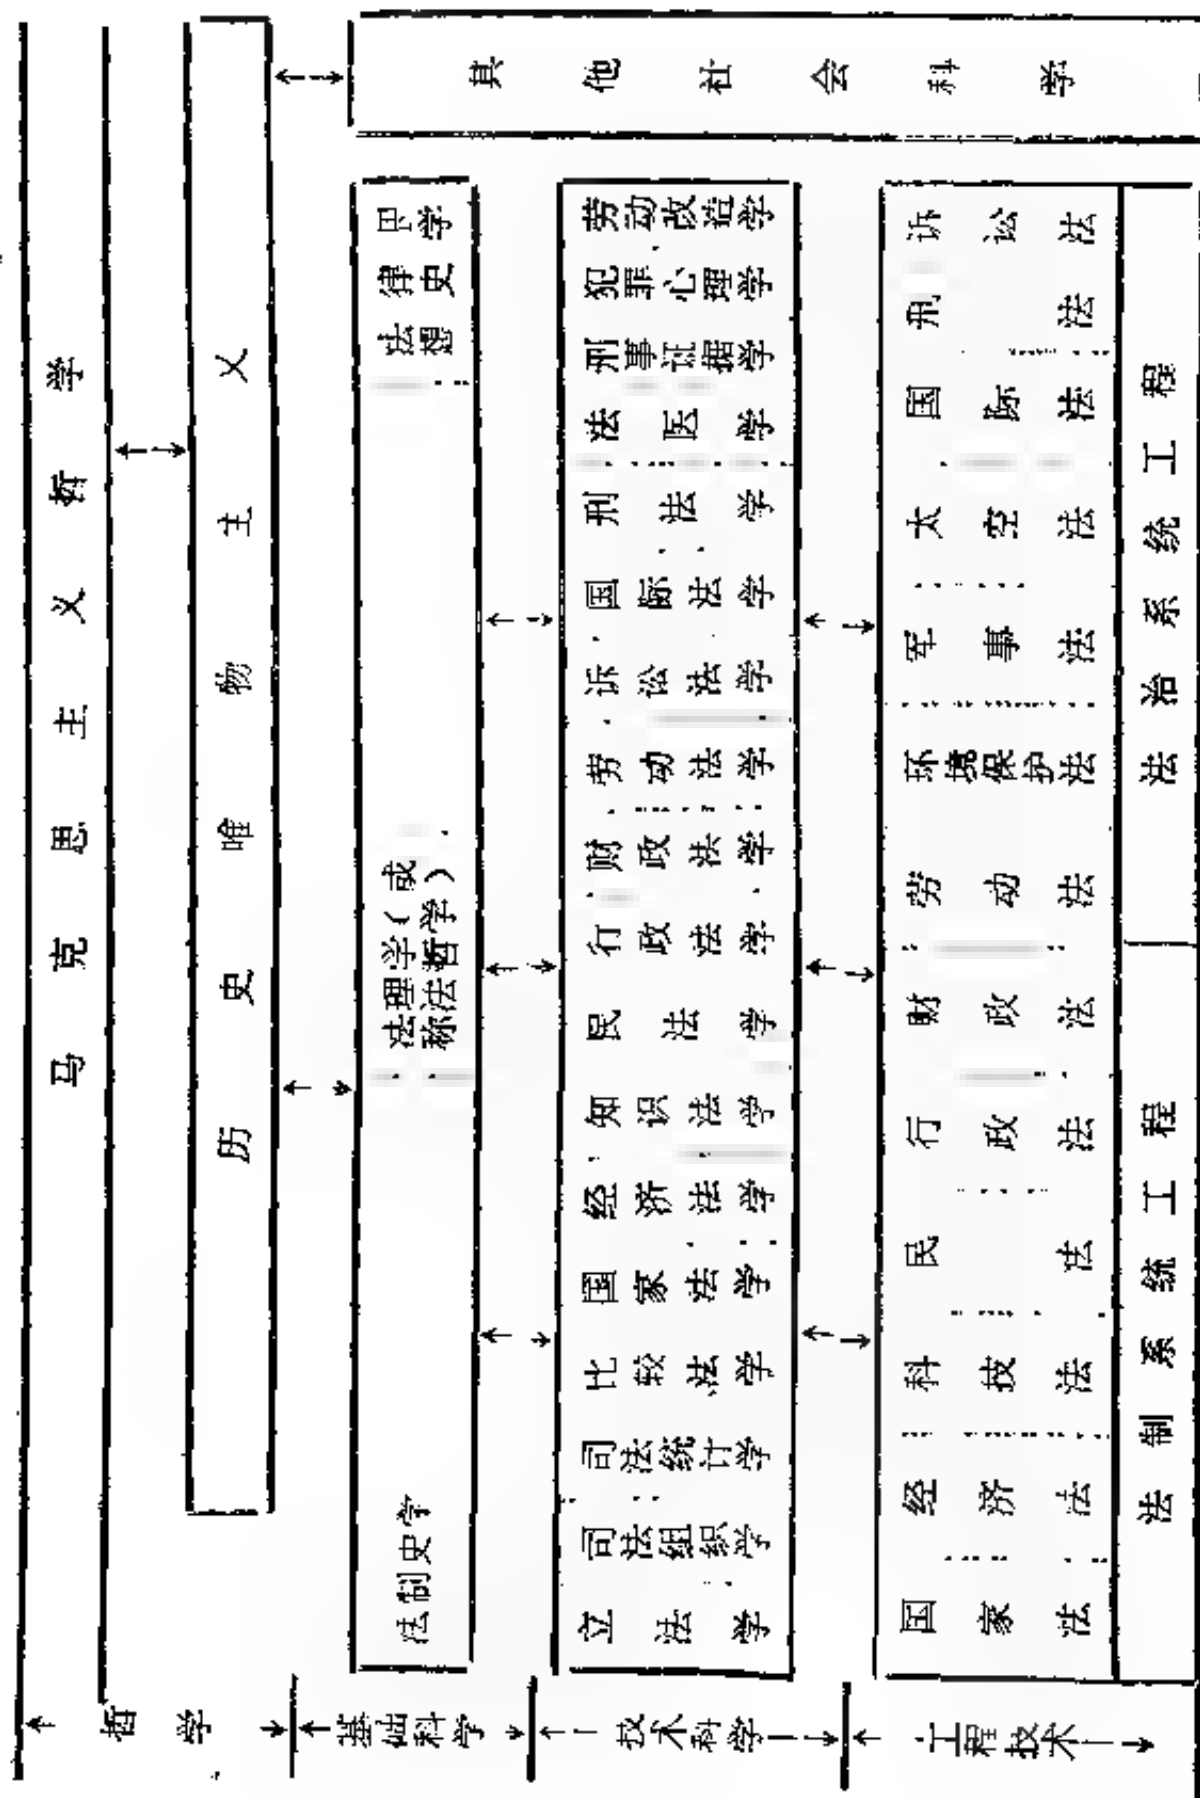 马克思主义哲学
历史唯物主义
哲学
其他社会科学
法制史学
法理学(或
称法哲学)
法律思
想史学
基础科学
立法学
司法组织学
司法统计学
比较法学
国家法学
经济法学
知识法学
民法学
行政法学
财政法学
劳动法学
诉讼法学
国际法学
刑法学
法医学
刑事证据学
犯罪心理学
劳动改造学
技术科学
国家法
经济法
科技法
民法
行政法
财政法
劳动法
环境保护法
军事法
太空法
国际法
刑法
诉讼法
法制系统工程
法治系统工程
工程技术